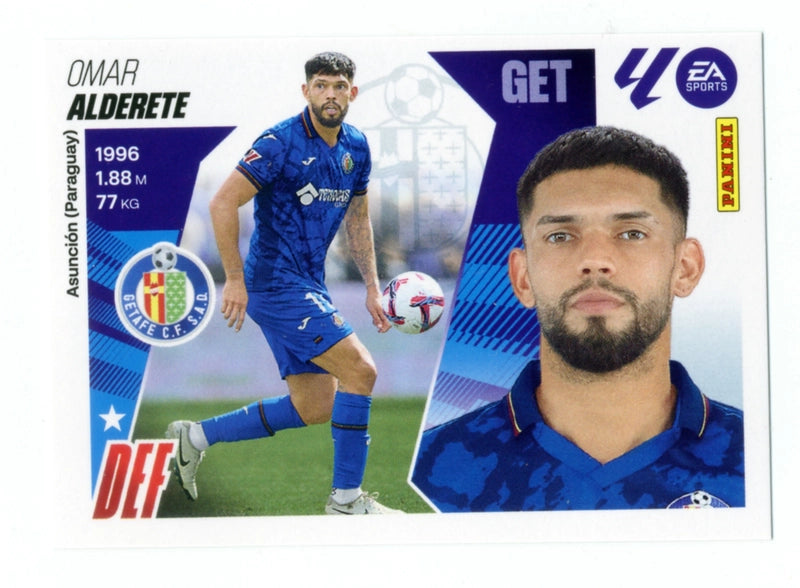 OMAR
ALDERETE
Asunción (Paraguay)
1996
1.88 M
77 KG
GETAFE C.F. S.A.D.
DEF
GET
EA
SPORTS
PANINI